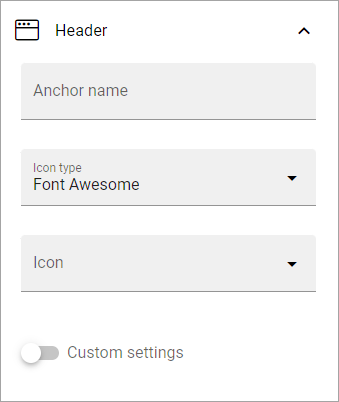 Header
Anchor name
Icon type
Font Awesome
Icon
Custom settings